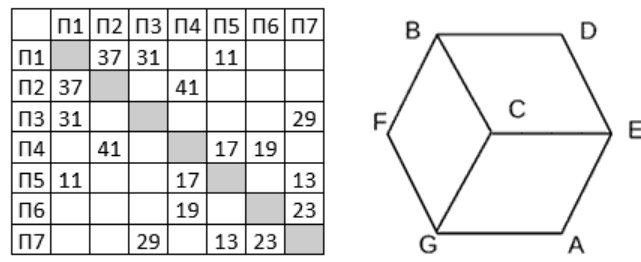 П1 П2 П3 П4 П5 П6 П7
П1 37 31 11
П2 37 41
П3 31 29
П4 41 17 19
П5 11 17 13
П6 19 23
П7 29 13 23
B D
C
F E
G A